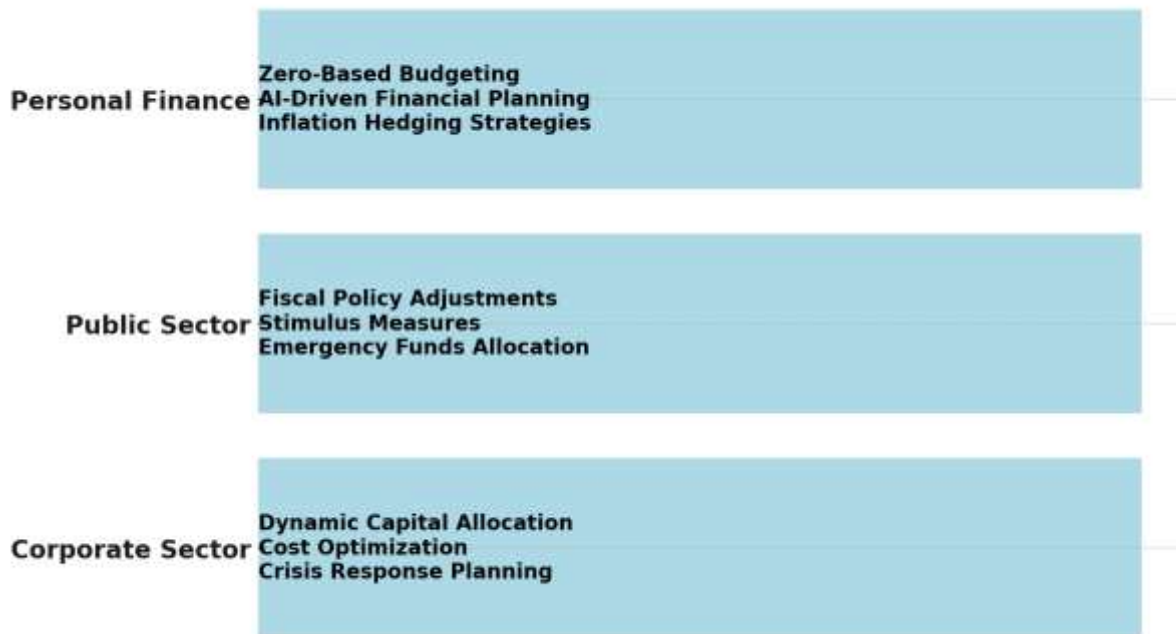 Personal Finance
Zero-Based Budgeting
AI-Driven Financial Planning
Inflation Hedging Strategies
Public Sector
Fiscal Policy Adjustments
Stimulus Measures
Emergency Funds Allocation
Corporate Sector
Dynamic Capital Allocation
Cost Optimization
Crisis Response Planning